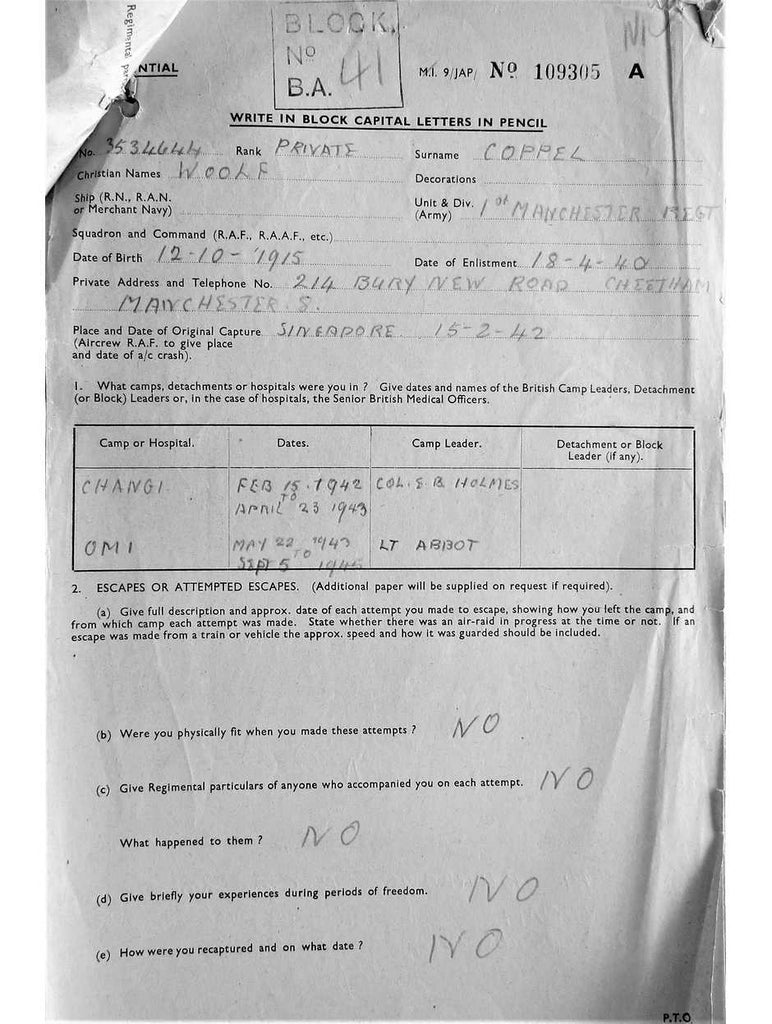 Regimental par
NTIAL
BLOCK.
Nº
B.A. 41
M.I. 9/JAP/ Nº 109305 A
WRITE IN BLOCK CAPITAL LETTERS IN PENCIL
No. 3534644 Rank PRIVATE Surname COPPEL
Christian Names WOOLF Decorations
Ship (R.N., R.A.N. or Merchant Navy)
Unit & Div. (Army) 1st MANCHESTER REGT
Squadron and Command (R.A.F., R.A.A.F., etc.)
Date of Birth 12-10-1915 Date of Enlistment 18-4-40
Private Address and Telephone No. 214 BURY NEW ROAD CHEETHAM
MANCHESTER 8.
Place and Date of Original Capture SINGAPORE 15-2-42
(Aircrew R.A.F. to give place
and date of a/c crash).
1. What camps, detachments or hospitals were you in ? Give dates and names of the British Camp Leaders, Detachment
(or Block) Leaders or, in the case of hospitals, the Senior British Medical Officers.
Camp or Hospital. Dates. Camp Leader. Detachment or Block Leader (if any).
CHANGI FEB 15.1942 COL. E B HOLMES
TO
APRIL 23 1943
OMI MAY 22 1943 LT ABBOT
TO
SEPT 5 1945
2. ESCAPES OR ATTEMPTED ESCAPES. (Additional paper will be supplied on request if required).
(a) Give full description and approx. date of each attempt you made to escape, showing how you left the camp, and
from which camp each attempt was made. State whether there was an air-raid in progress at the time or not. If an
escape was made from a train or vehicle the approx. speed and how it was guarded should be included.
(b) Were you physically fit when you made these attempts ? NO
(c) Give Regimental particulars of anyone who accompanied you on each attempt. NO
What happened to them ? NO
(d) Give briefly your experiences during periods of freedom. NO
(e) How were you recaptured and on what date ? NO
P.T.O.